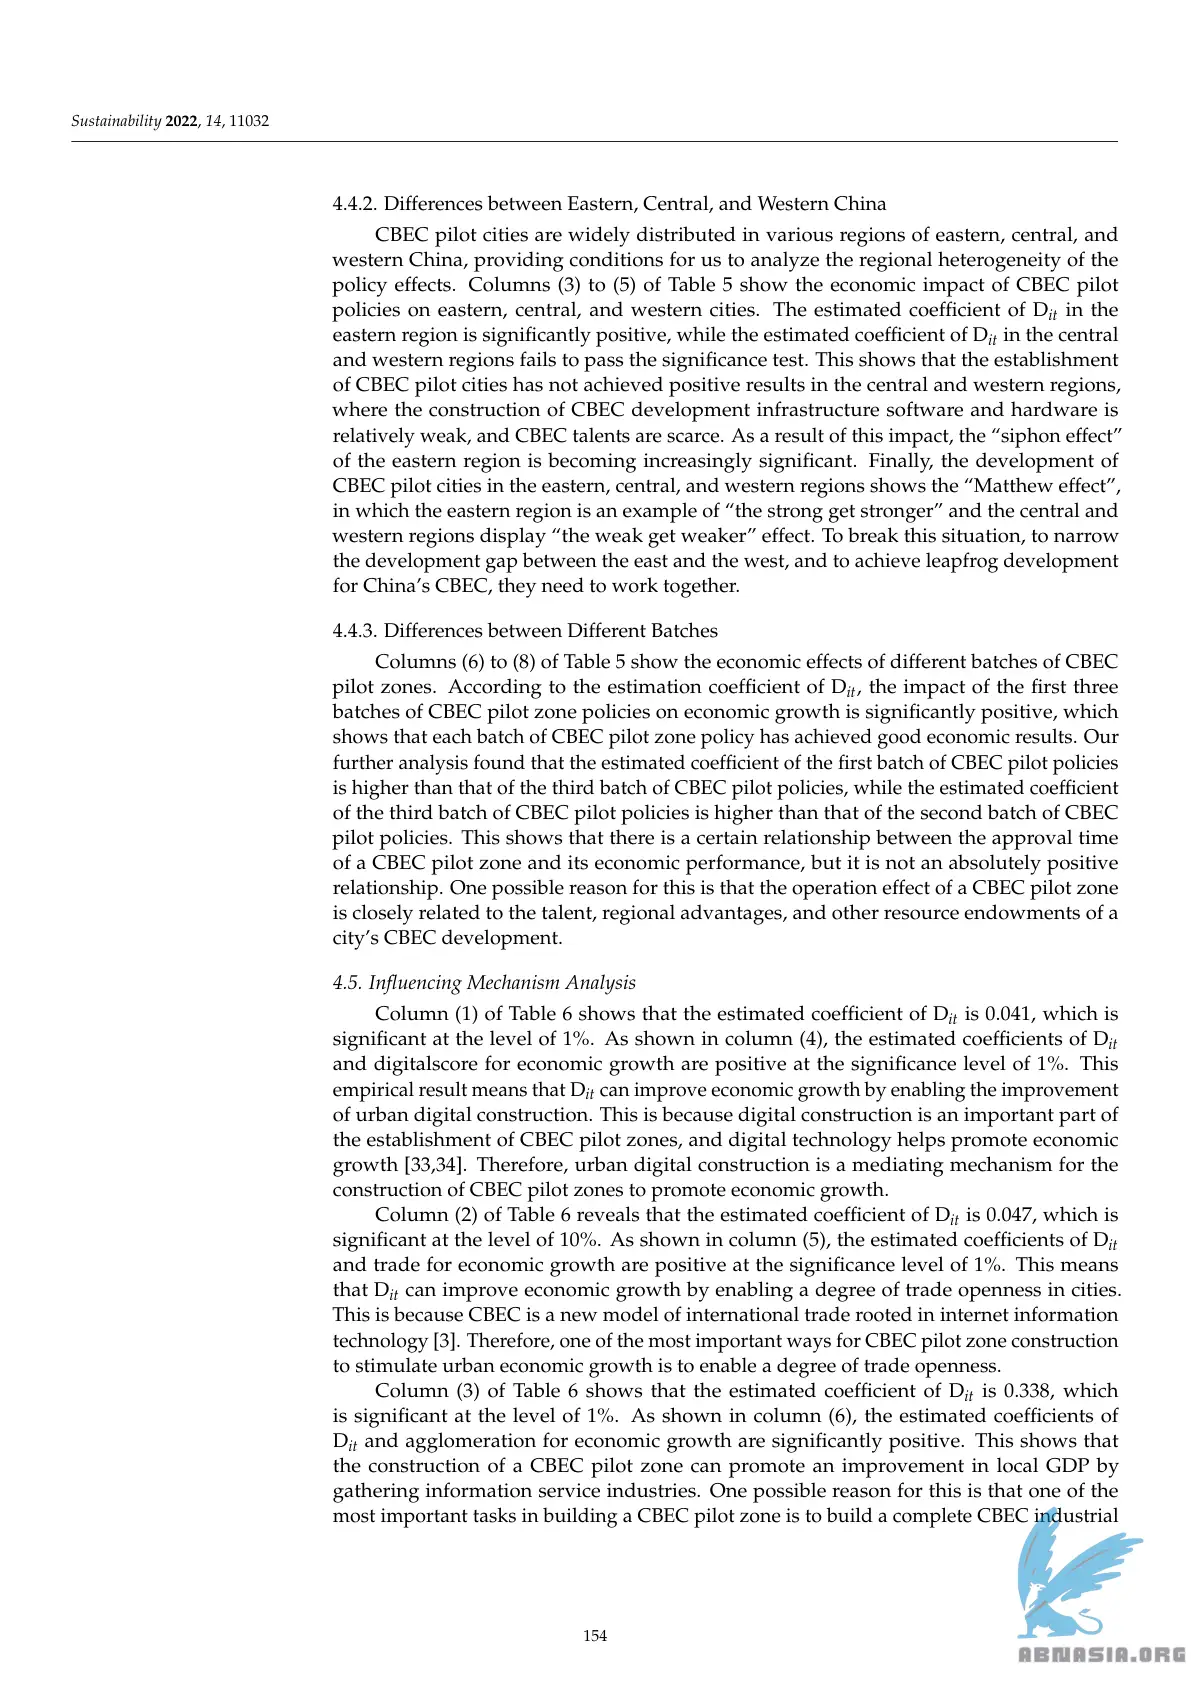 Sustainability 2022, 14, 11032
4.4.2. Differences between Eastern, Central, and Western China
CBEC pilot cities are widely distributed in various regions of eastern, central, and
western China, providing conditions for us to analyze the regional heterogeneity of the
policy effects. Columns (3) to (5) of Table 5 show the economic impact of CBEC pilot
policies on eastern, central, and western cities. The estimated coefficient of Dit in the
eastern region is significantly positive, while the estimated coefficient of Dit in the central
and western regions fails to pass the significance test. This shows that the establishment
of CBEC pilot cities has not achieved positive results in the central and western regions,
where the construction of CBEC development infrastructure software and hardware is
relatively weak, and CBEC talents are scarce. As a result of this impact, the “siphon effect”
of the eastern region is becoming increasingly significant. Finally, the development of
CBEC pilot cities in the eastern, central, and western regions shows the “Matthew effect”,
in which the eastern region is an example of “the strong get stronger” and the central and
western regions display “the weak get weaker” effect. To break this situation, to narrow
the development gap between the east and the west, and to achieve leapfrog development
for China’s CBEC, they need to work together.
4.4.3. Differences between Different Batches
Columns (6) to (8) of Table 5 show the economic effects of different batches of CBEC
pilot zones. According to the estimation coefficient of Dit, the impact of the first three
batches of CBEC pilot zone policies on economic growth is significantly positive, which
shows that each batch of CBEC pilot zone policy has achieved good economic results. Our
further analysis found that the estimated coefficient of the first batch of CBEC pilot policies
is higher than that of the third batch of CBEC pilot policies, while the estimated coefficient
of the third batch of CBEC pilot policies is higher than that of the second batch of CBEC
pilot policies. This shows that there is a certain relationship between the approval time
of a CBEC pilot zone and its economic performance, but it is not an absolutely positive
relationship. One possible reason for this is that the operation effect of a CBEC pilot zone
is closely related to the talent, regional advantages, and other resource endowments of a
city’s CBEC development.
4.5. Influencing Mechanism Analysis
Column (1) of Table 6 shows that the estimated coefficient of Dit is 0.041, which is
significant at the level of 1%. As shown in column (4), the estimated coefficients of Dit
and digitalscore for economic growth are positive at the significance level of 1%. This
empirical result means that Dit can improve economic growth by enabling the improvement
of urban digital construction. This is because digital construction is an important part of
the establishment of CBEC pilot zones, and digital technology helps promote economic
growth [33,34]. Therefore, urban digital construction is a mediating mechanism for the
construction of CBEC pilot zones to promote economic growth.
Column (2) of Table 6 reveals that the estimated coefficient of Dit is 0.047, which is
significant at the level of 10%. As shown in column (5), the estimated coefficients of Dit
and trade for economic growth are positive at the significance level of 1%. This means
that Dit can improve economic growth by enabling a degree of trade openness in cities.
This is because CBEC is a new model of international trade rooted in internet information
technology [3]. Therefore, one of the most important ways for CBEC pilot zone construction
to stimulate urban economic growth is to enable a degree of trade openness.
Column (3) of Table 6 shows that the estimated coefficient of Dit is 0.338, which
is significant at the level of 1%. As shown in column (6), the estimated coefficients of
Dit and agglomeration for economic growth are significantly positive. This shows that
the construction of a CBEC pilot zone can promote an improvement in local GDP by
gathering information service industries. One possible reason for this is that one of the
most important tasks in building a CBEC pilot zone is to build a complete CBEC industrial
154
ABNASIA.ORG